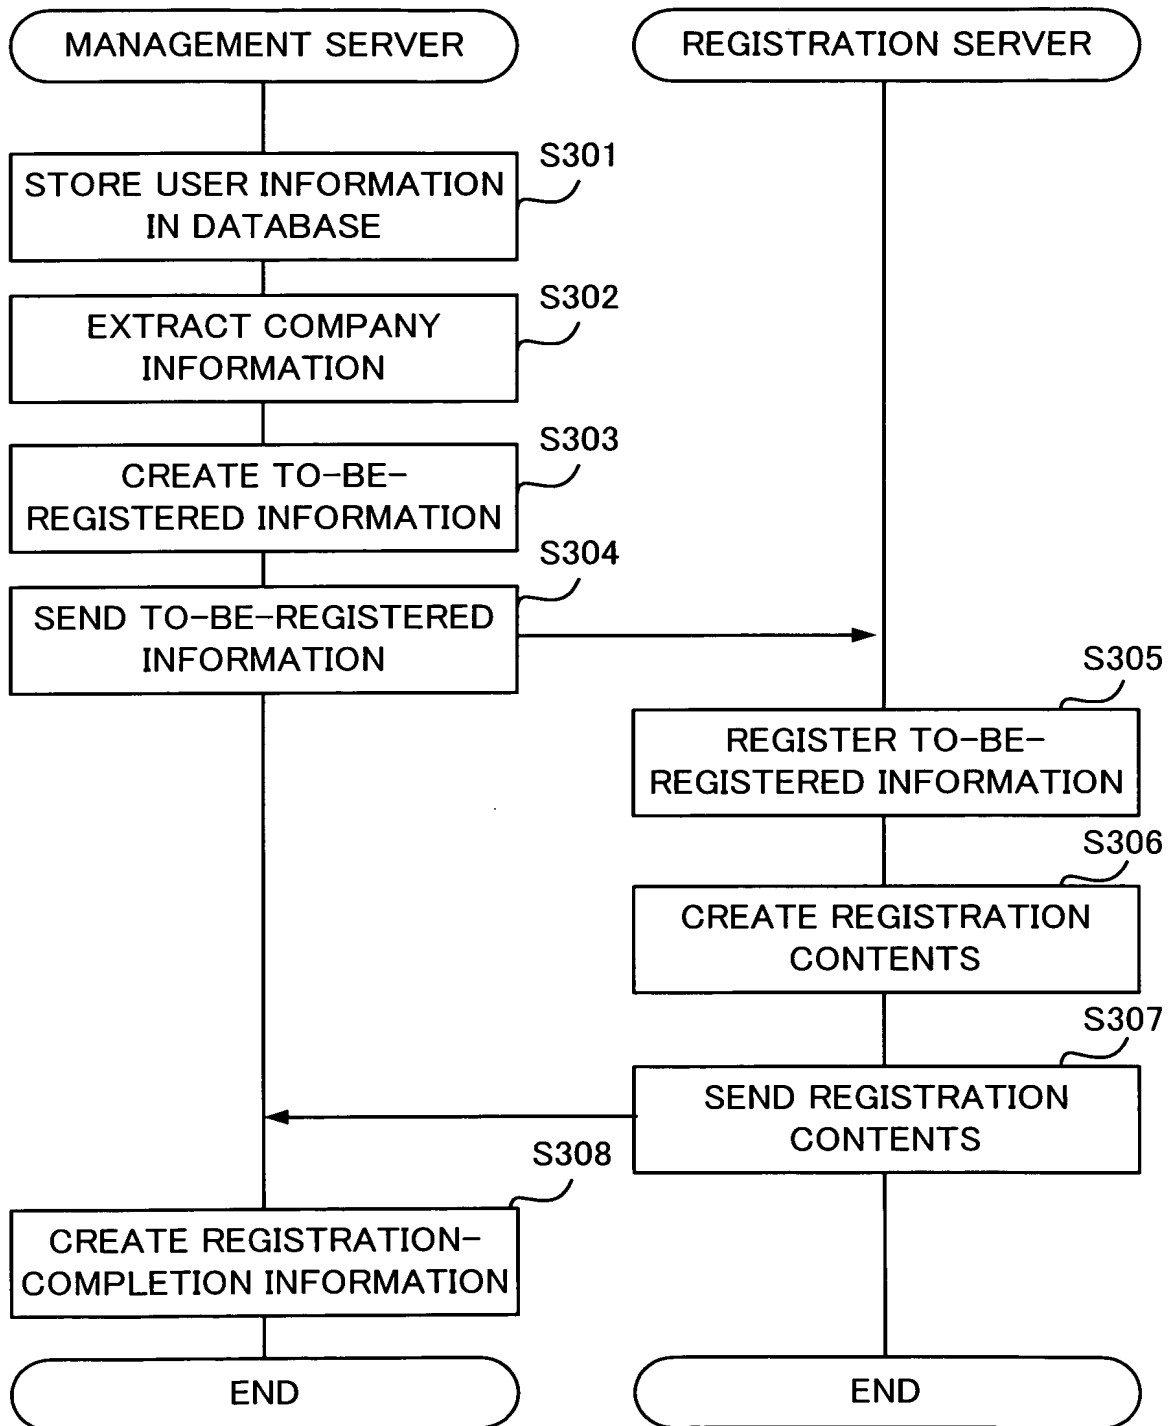 MANAGEMENT SERVER
REGISTRATION SERVER
S301
STORE USER INFORMATION
IN DATABASE
S302
EXTRACT COMPANY
INFORMATION
S303
CREATE TO-BE-
REGISTERED INFORMATION
S304
SEND TO-BE-REGISTERED
INFORMATION
S305
REGISTER TO-BE-
REGISTERED INFORMATION
S306
CREATE REGISTRATION
CONTENTS
S307
SEND REGISTRATION
CONTENTS
S308
CREATE REGISTRATION-
COMPLETION INFORMATION
END
END